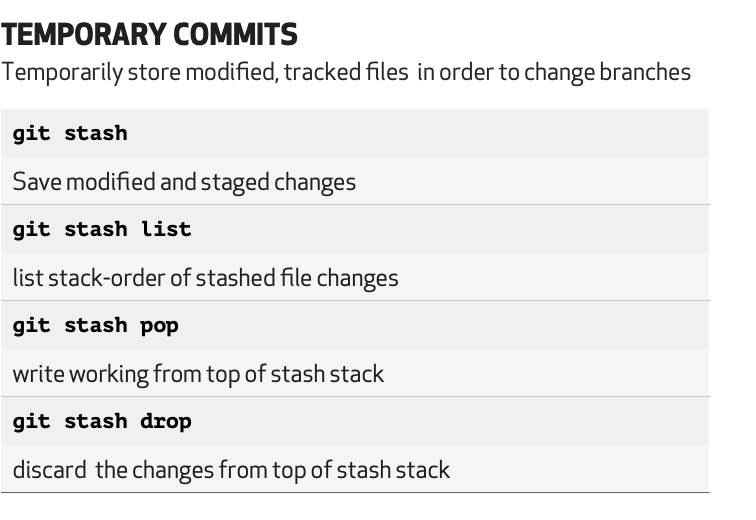 TEMPORARY COMMITS
Temporarily store modified, tracked files in order to change branches
git stash
Save modified and staged changes
git stash list
list stack-order of stashed file changes
git stash pop
write working from top of stash stack
git stash drop
discard the changes from top of stash stack